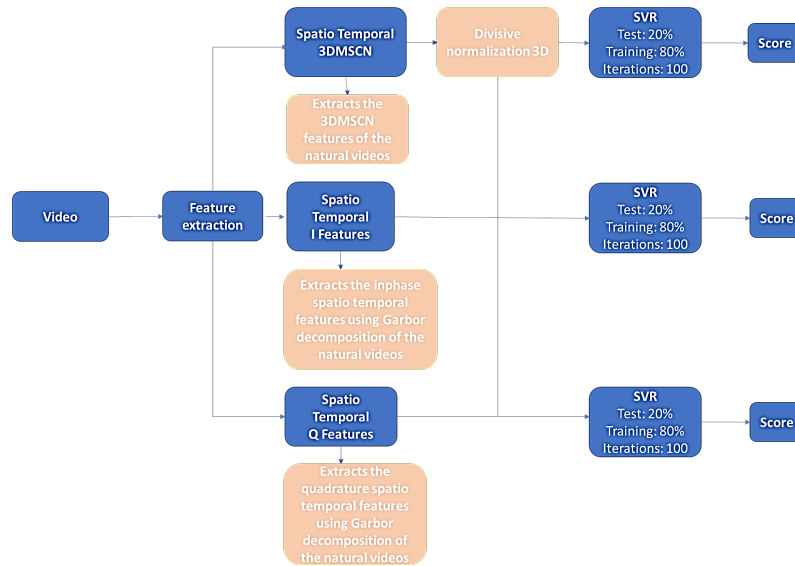 Spatio Temporal
3DMSCN
Divisive
normalization 3D
SVR
Test: 20%
Training: 80%
Iterations: 100
Score
Extracts the
3DMSCN
features of the
natural videos
Video
Feature
extraction
Spatio
Temporal
I Features
SVR
Test: 20%
Training: 80%
Iterations: 100
Score
Extracts the inphase
spatio temporal
features using Garbor
decomposition of the
natural videos
Spatio
Temporal
Q Features
SVR
Test: 20%
Training: 80%
Iterations: 100
Score
Extracts the
quadrature spatio
temporal features
using Garbor
decomposition of
the natural videos